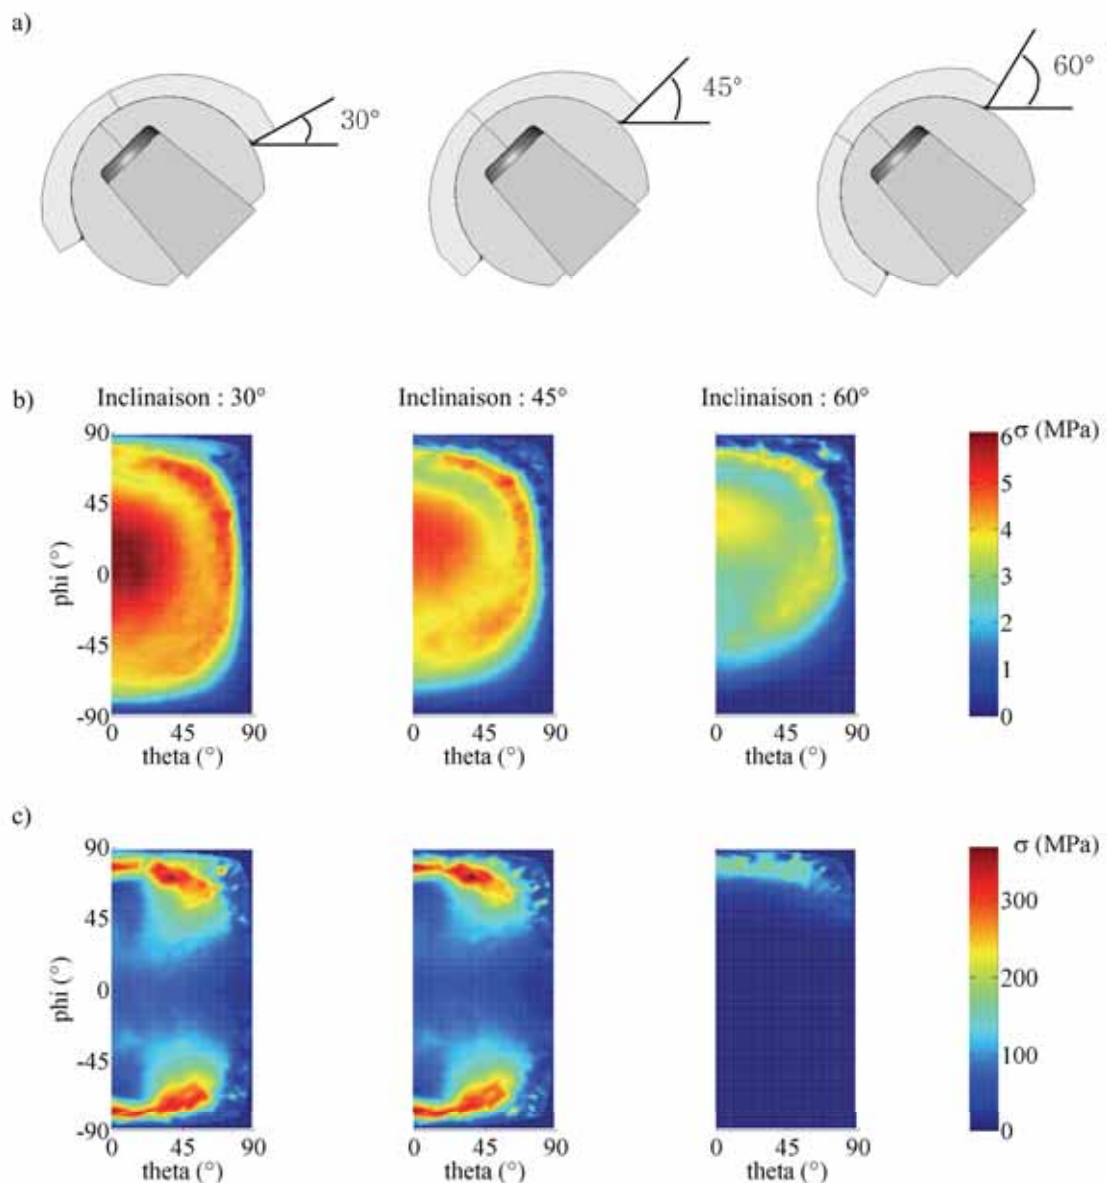 a)
30°
45°
60°
b)
Inclinaison : 30°
Inclinaison : 45°
Inclinaison : 60°
90
45
0
-45
-90
phi (°)
0 45 90
theta (°)
0 45 90
theta (°)
0 45 90
theta (°)
6
5
4
3
2
1
0
σ (MPa)
c)
90
45
0
-45
-90
phi (°)
0 45 90
theta (°)
0 45 90
theta (°)
0 45 90
theta (°)
σ (MPa)
300
200
100
0